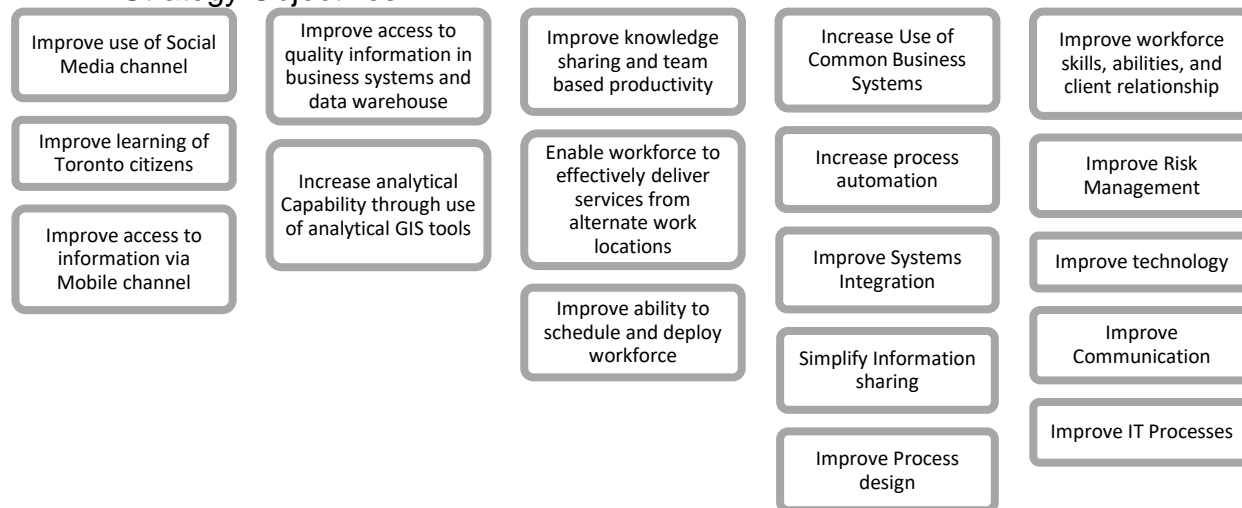 Improve use of Social
Media channel
Improve learning of
Toronto citizens
Improve access to
information via
Mobile channel
Improve access to
quality information in
business systems and
data warehouse
Increase analytical
Capability through use
of analytical GIS tools
Improve knowledge
sharing and team
based productivity
Enable workforce to
effectively deliver
services from
alternate work
locations
Improve ability to
schedule and deploy
workforce
Increase Use of
Common Business
Systems
Increase process
automation
Improve Systems
Integration
Simplify Information
sharing
Improve Process
design
Improve workforce
skills, abilities, and
client relationship
Improve Risk
Management
Improve technology
Improve
Communication
Improve IT Processes